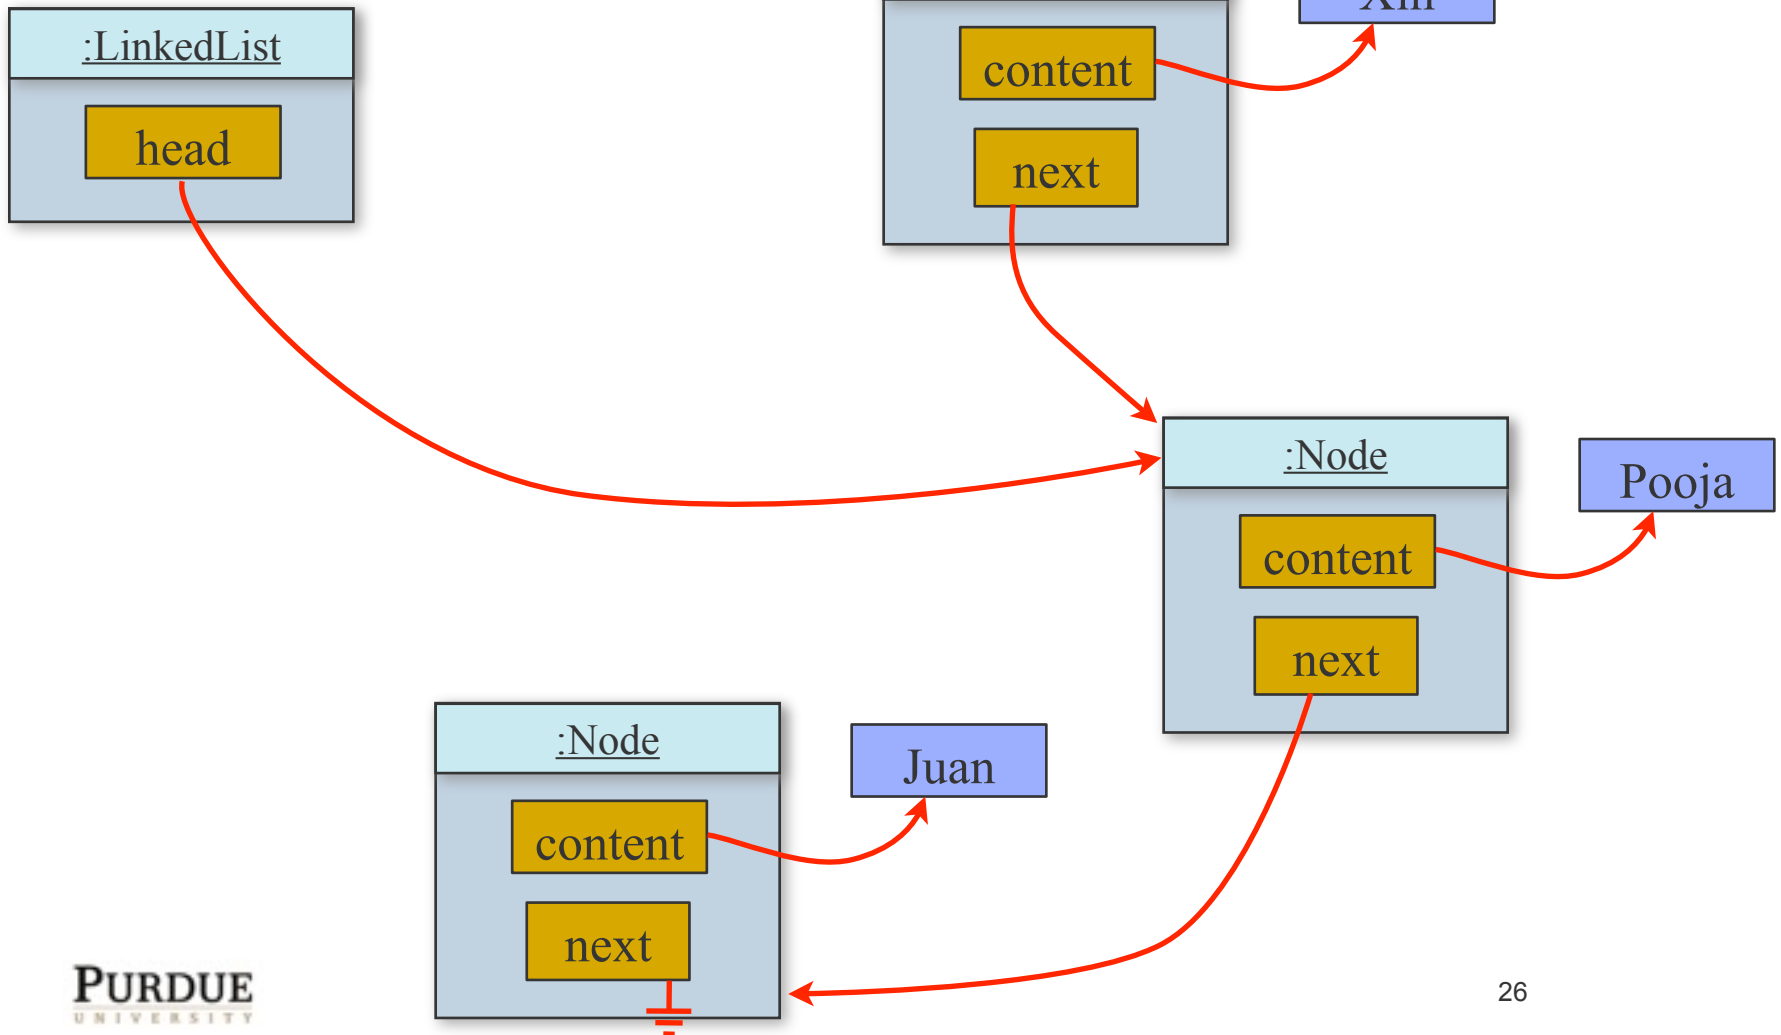 :LinkedList
head
content
next
:Node
Pooja
content
next
:Node
Juan
content
next
PURDUE
UNIVERSITY
26